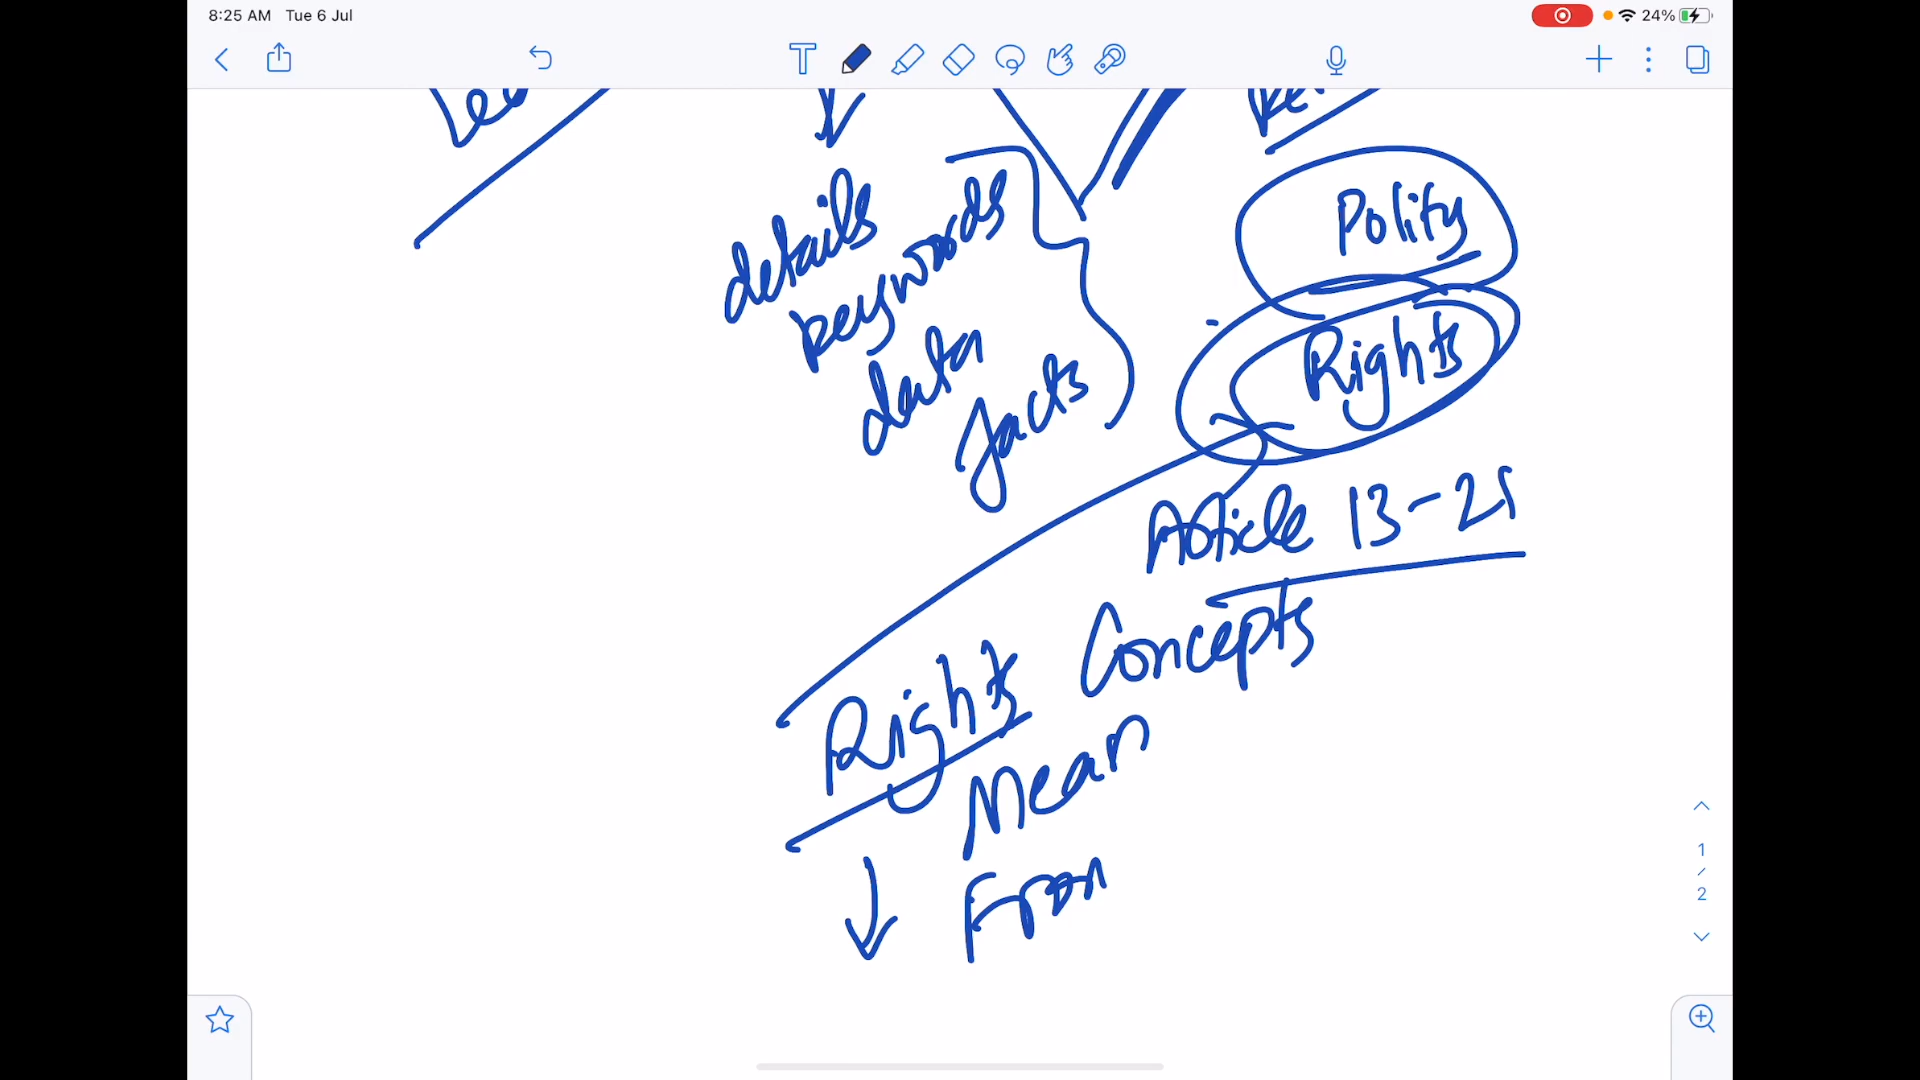 8:25 AM Tue 6 Jul
24%
T
Polity
details
keywords
Rights
data
facts
Article 13-21
Concepts
Rights
Mean
From
1
/
2